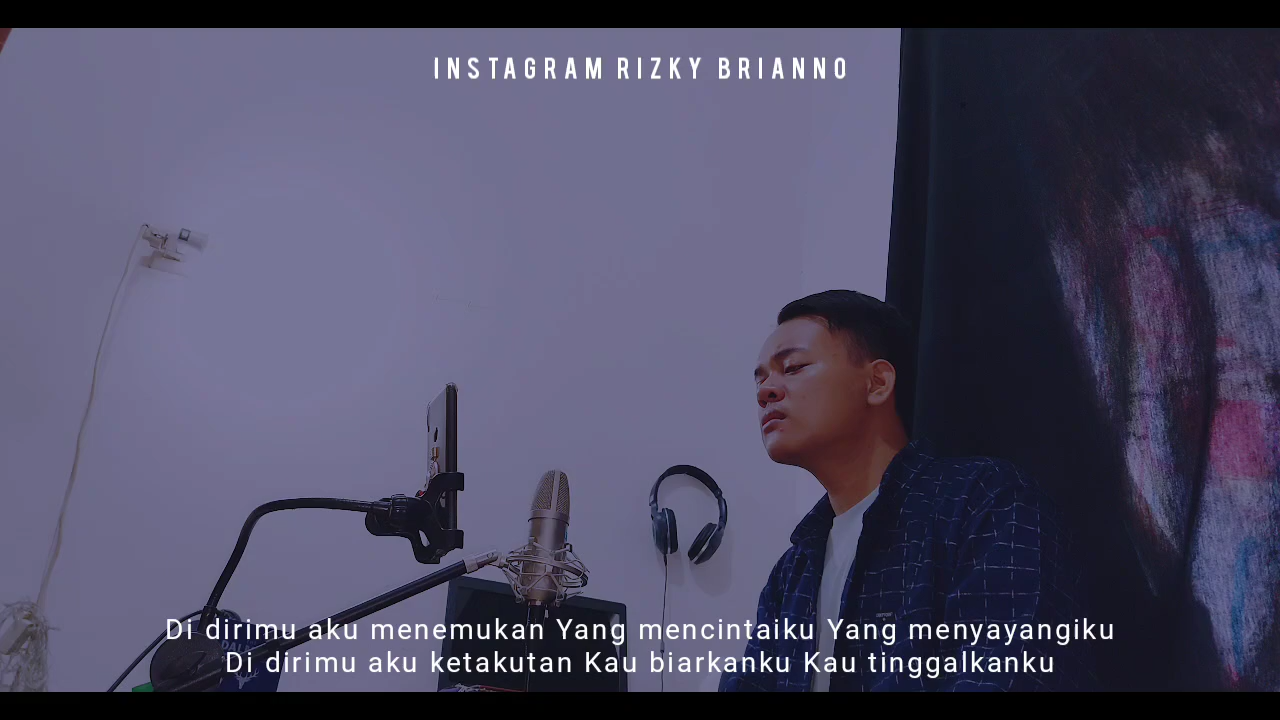 INSTAGRAM RIZKY BRIANNO
Di dirimu aku menemukan Yang mencintaiku Yang menyayangiku
Di dirimu aku ketakutan Kau biarkanku Kau tinggalkanku